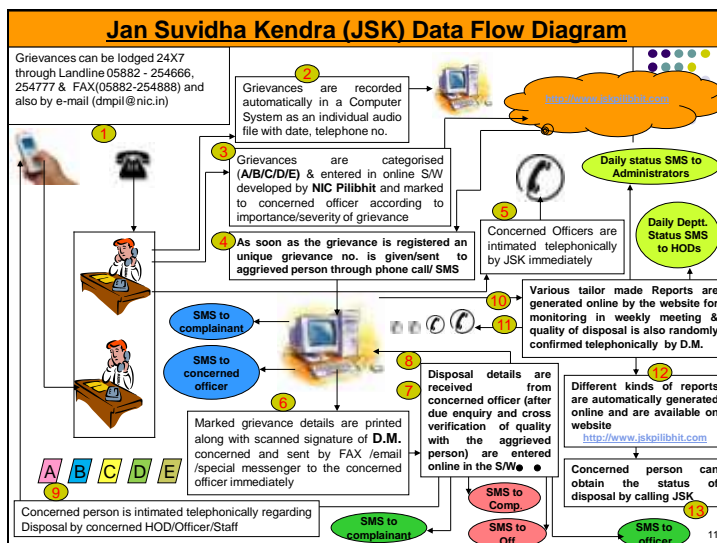 Jan Suvidha Kendra (JSK) Data Flow Diagram
Grievances can be lodged 24X7
through Landline 05882 - 254666,
254777 & FAX(05882-254888) and
also by e-mail (dmpil@nic.in)
1
2
Grievances are recorded
automatically in a Computer
System as an individual audio
file with date, telephone no.
http://www.jskpilibhit.com
3
Grievances are categorised
(A/B/C/D/E) & entered in online S/W
developed by NIC Pilibhit and marked
to concerned officer according to
importance/severity of grievance
Daily status SMS to
Administrators
4
As soon as the grievance is registered an
unique grievance no. is given/sent to
aggrieved person through phone call/ SMS
5
Concerned Officers are
intimated telephonically
by JSK immediately
Daily Deptt.
Status SMS
to HODs
SMS to
complainant
SMS to
concerned
officer
10
11
Various tailor made Reports are
generated online by the website for
monitoring in weekly meeting &
quality of disposal is also randomly
confirmed telephonically by D.M.
6
Marked grievance details are printed
along with scanned signature of D.M.
concerned and sent by FAX /email
/special messenger to the concerned
officer immediately
8
7
Disposal details are
received from
concerned officer (after
due enquiry and cross
verification of quality
with the aggrieved
person) are entered
online in the S/W
12
Different kinds of reports
are automatically generated
online and are available on
website
http://www.jskpilibhit.com
A B C D E
9
Concerned person is intimated telephonically regarding
Disposal by concerned HOD/Officer/Staff
SMS to
Comp.
Concerned person can
obtain the status of
disposal by calling JSK
13
SMS to
complainant
SMS to
Off.
SMS to
officer
11